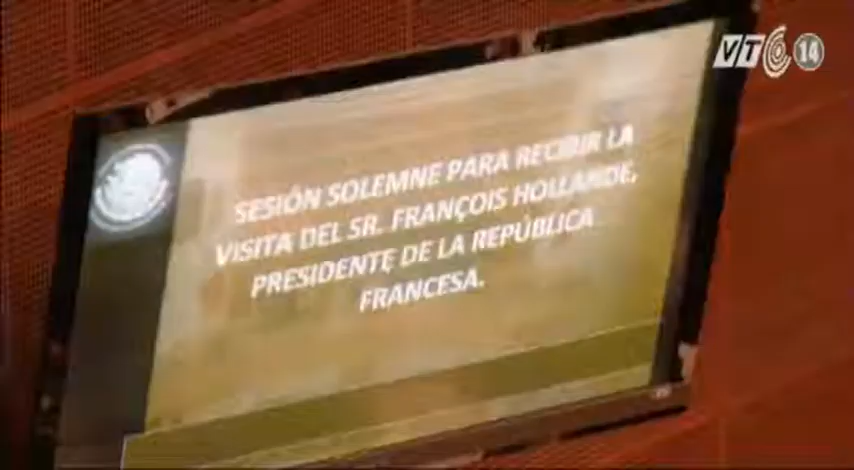 VTC 14
SESIÓN SOLEMNE PARA RECIBIR LA
VISITA DEL SR. FRANÇOIS HOLLANDE,
PRESIDENTE DE LA REPÚBLICA
FRANCESA.